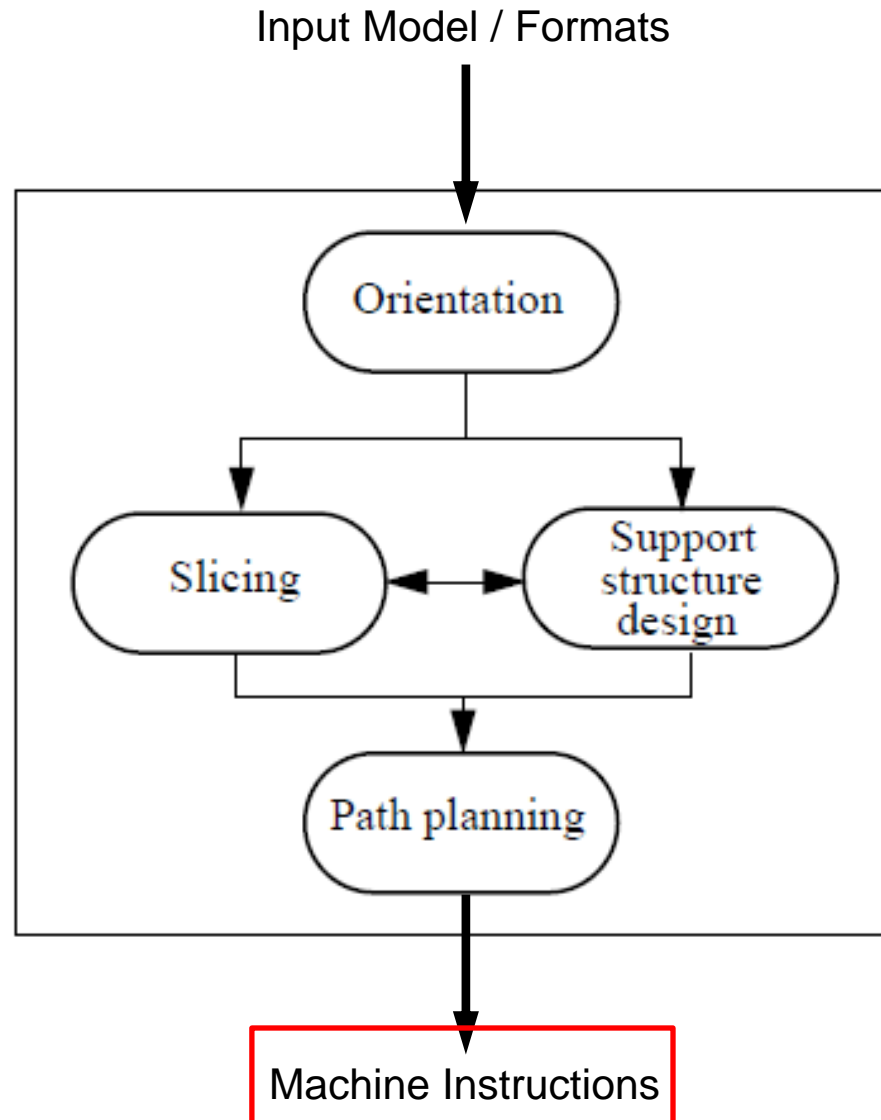 Input Model / Formats
Orientation
Slicing
Support
structure
design
Path planning
Machine Instructions